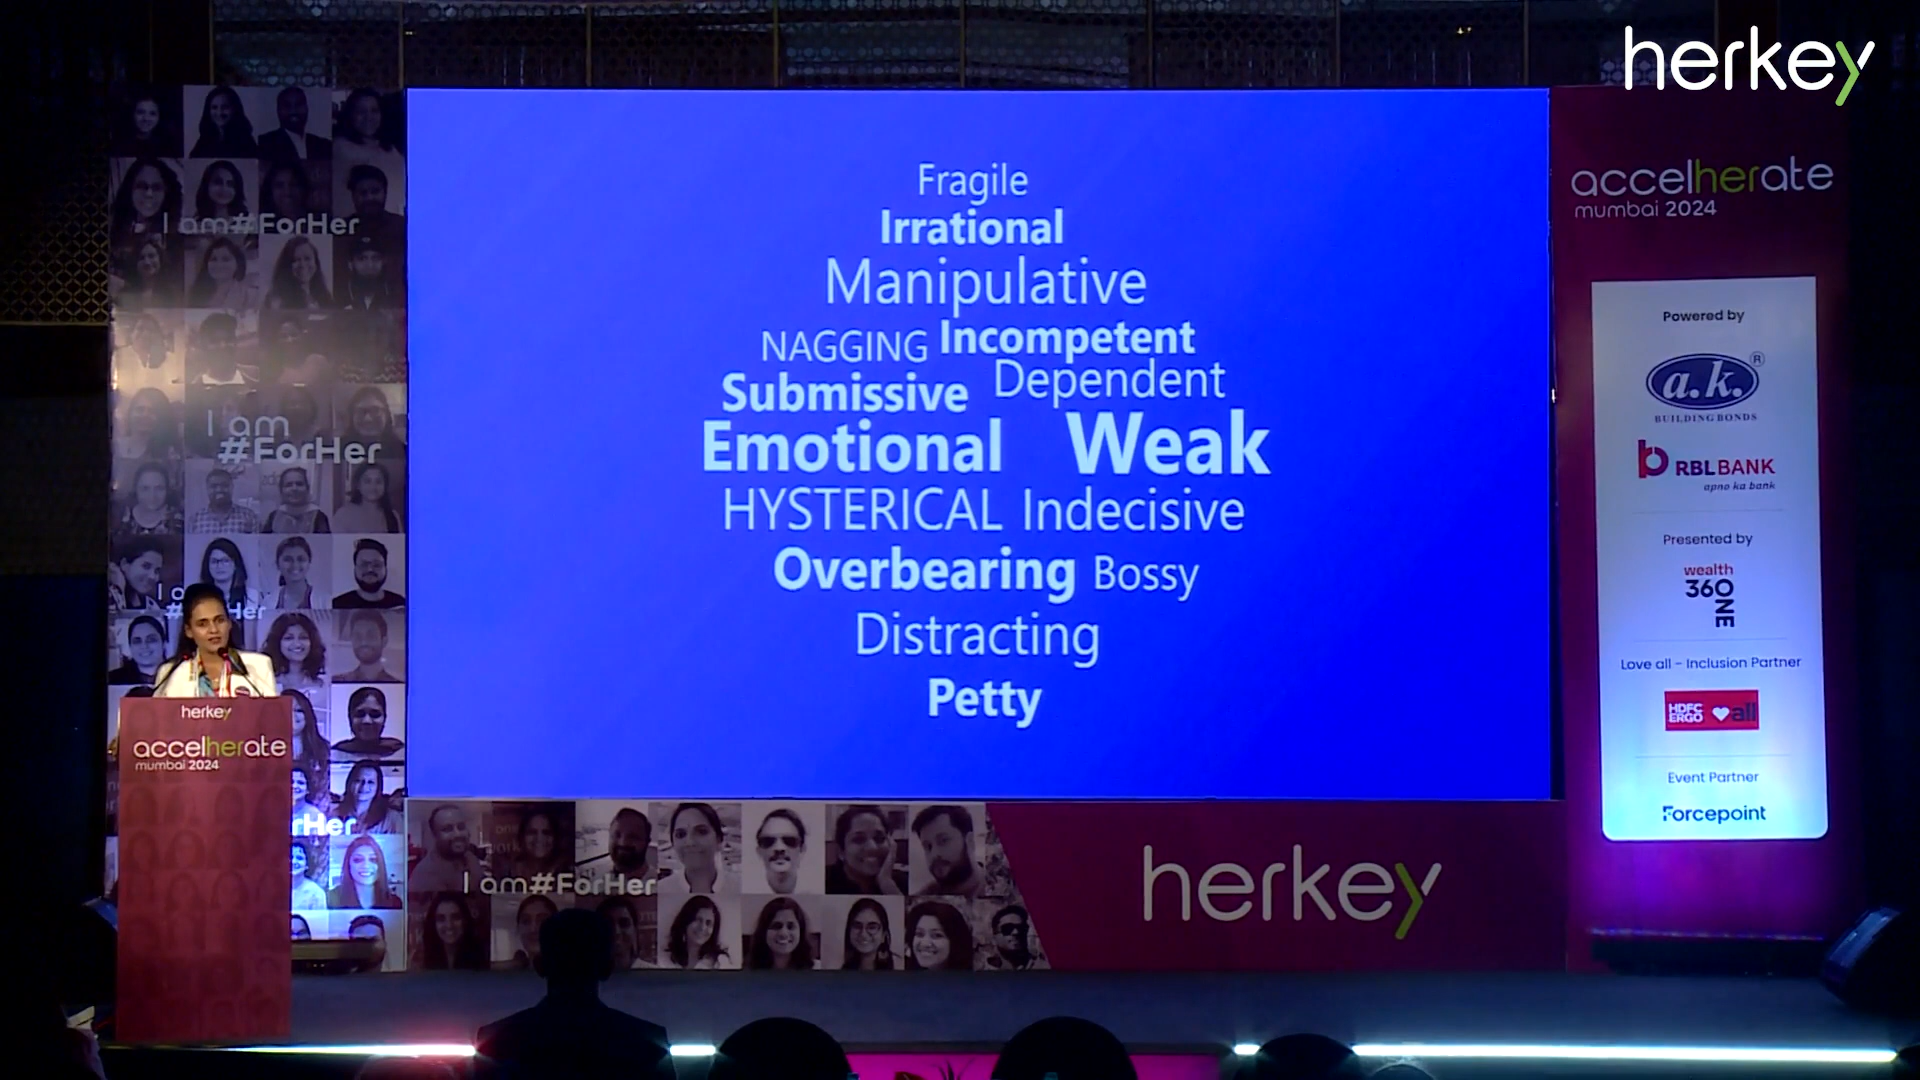 herkey
accelherate
mumbai 2024
I am#ForHer
I am
#ForHer
Fragile
Irrational
Manipulative
NAGGING Incompetent
Submissive Dependent
Emotional Weak
HYSTERICAL Indecisive
Overbearing Bossy
Distracting
Petty
Powered by
a.k.®
BUILDING BONDS
RBL BANK
apno ka bank
Presented by
wealth
360
ONE
Love all - Inclusion Partner
HDFC
ERGO
all
Event Partner
Forcepoint
herkey
accelherate
mumbai 2024
rHer
I am#ForHer
herkey